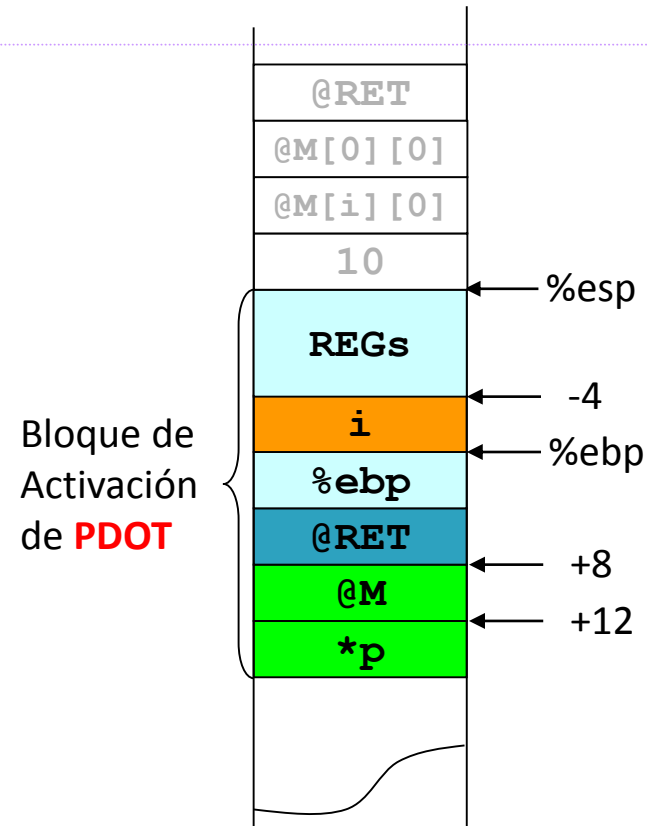 @RET
@M[0][0]
@M[i][0]
10
%esp
REGs
-4
i
%ebp
%ebp
@RET
+8
@M
+12
*p
Bloque de
Activación
de PDOT